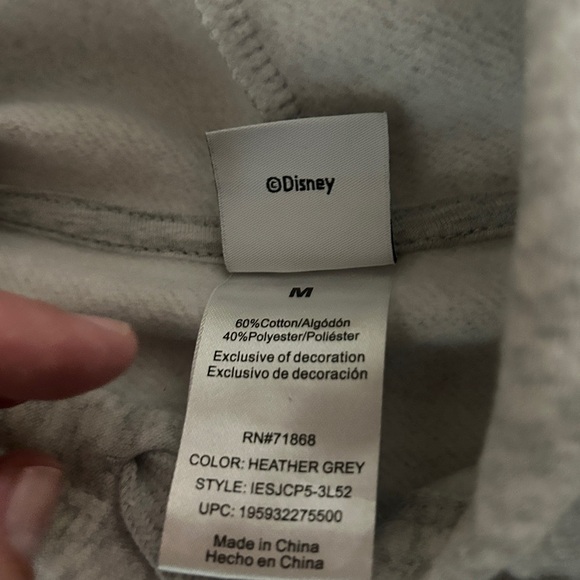 ©Disney
M
60%Cotton/Algódón
40%Polyester/Poliéster
Exclusive of decoration
Exclusivo de decoración
RN#71868
COLOR: HEATHER GREY
STYLE: IESJCP5-3L52
UPC: 195932275500
Made in China
Hecho en China